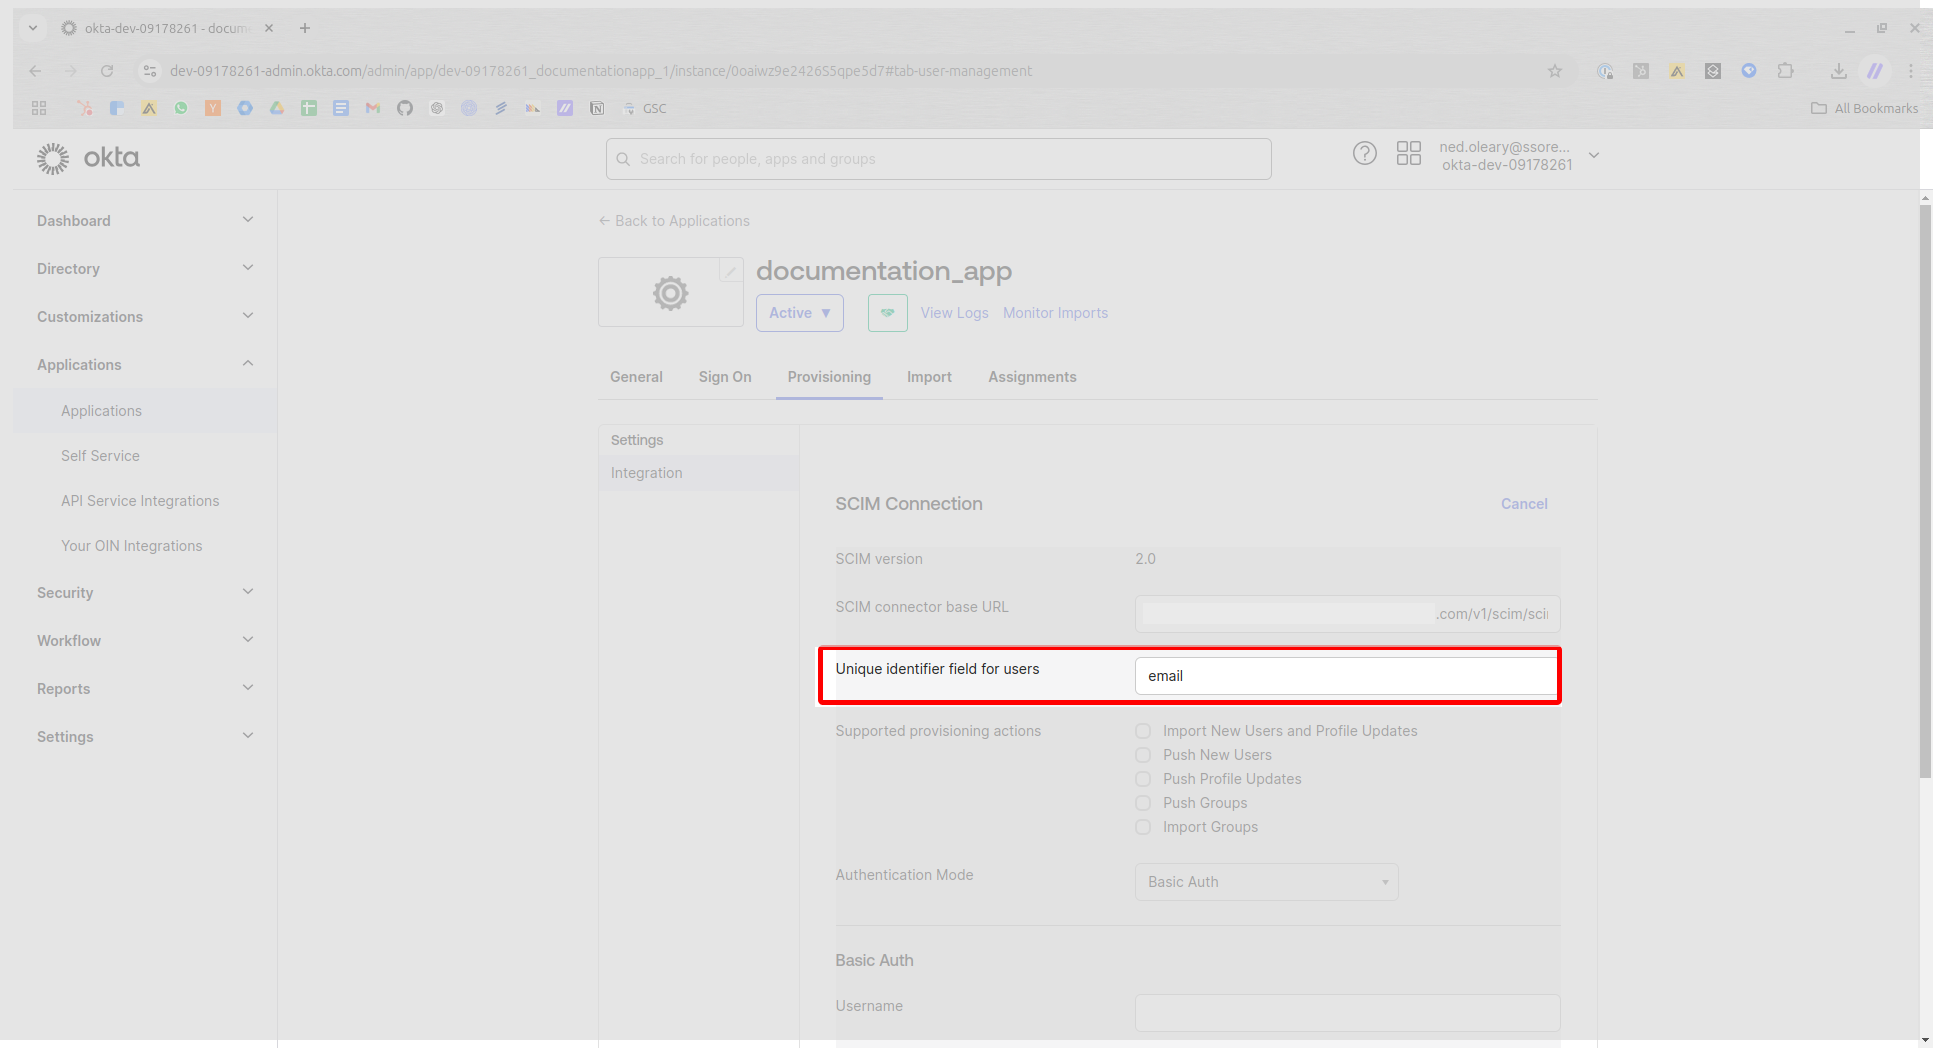 okta-dev-09178261 - docum
dev-09178261-admin.okta.com/admin/app/dev-09178261_documentationapp_1/instance/0oaiwz9e2426S5qpe5d7#tab-user-management
GSC
All Bookmarks
okta
Search for people, apps and groups
ned.oleary@ssore...
okta-dev-09178261
Dashboard
Directory
Customizations
Applications
Applications
Self Service
API Service Integrations
Your OIN Integrations
Security
Workflow
Reports
Settings
← Back to Applications
documentation_app
Active ▼
View Logs
Monitor Imports
General
Sign On
Provisioning
Import
Assignments
Settings
Integration
SCIM Connection
Cancel
SCIM version
2.0
SCIM connector base URL
.com/v1/scim/sci
Unique identifier field for users
email
Supported provisioning actions
Import New Users and Profile Updates
Push New Users
Push Profile Updates
Push Groups
Import Groups
Authentication Mode
Basic Auth
Basic Auth
Username